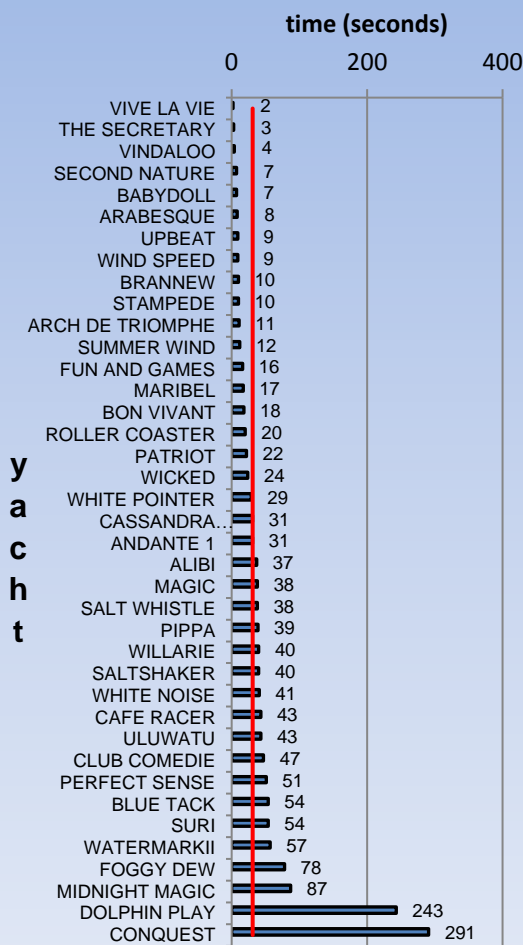 time (seconds)
0 200 400
VIVE LA VIE 2
THE SECRETARY 3
VINDALOO 4
SECOND NATURE 7
BABYDOLL 7
ARABESQUE 8
UPBEAT 9
WIND SPEED 9
BRANNEW 10
STAMPEDE 10
ARCH DE TRIOMPHE 11
SUMMER WIND 12
FUN AND GAMES 16
MARIBEL 17
BON VIVANT 18
ROLLER COASTER 20
PATRIOT 22
WICKED 24
WHITE POINTER 29
CASSANDRA... 31
ANDANTE 1 31
ALIBI 37
MAGIC 38
SALT WHISTLE 38
PIPPA 39
WILLARIE 40
SALTSHAKER 40
WHITE NOISE 41
CAFE RACER 43
ULUWATU 43
CLUB COMEDIE 47
PERFECT SENSE 51
BLUE TACK 54
SURI 54
WATERMARKII 57
FOGGY DEW 78
MIDNIGHT MAGIC 87
DOLPHIN PLAY 243
CONQUEST 291
yacht